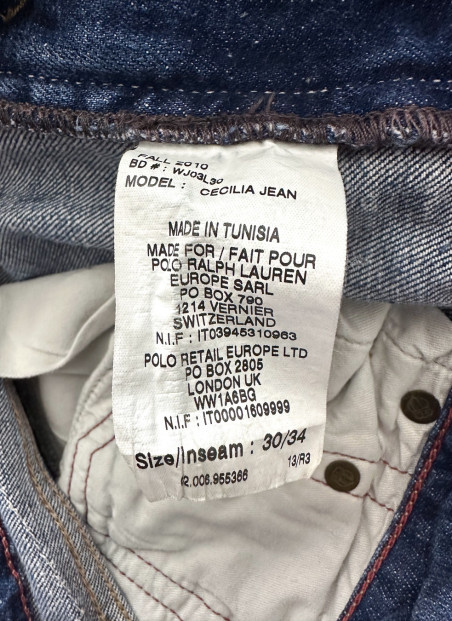 FALL 2010
BD # : WJ03L30
MODEL : CECILIA JEAN
MADE IN TUNISIA
MADE FOR / FAIT POUR
POLO RALPH LAUREN
EUROPE SARL
PO BOX 790
1214 VERNIER
SWITZERLAND
N.I.F : IT03945310963
POLO RETAIL EUROPE LTD
PO BOX 2805
LONDON UK
WW1A6BG
N.I.F : IT00001609999
Size/Inseam : 30/34
13/R3
R.006.955366